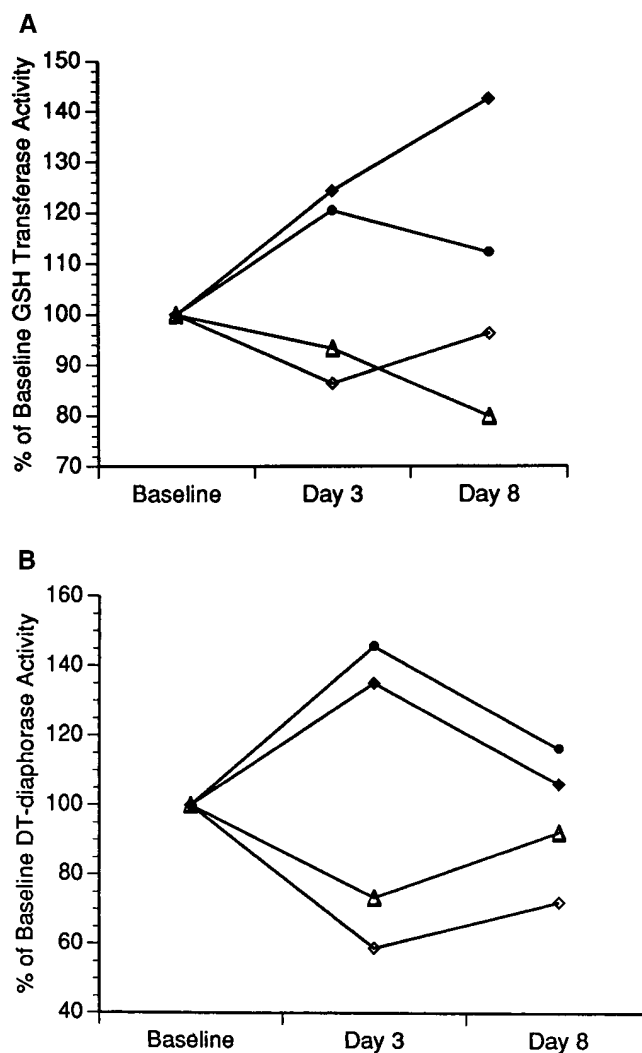 A
% of Baseline GSH Transferase Activity
150
140
130
120
110
100
90
80
70
Baseline Day 3 Day 8
B
% of Baseline DT-diaphorase Activity
160
140
120
100
80
60
40
Baseline Day 3 Day 8